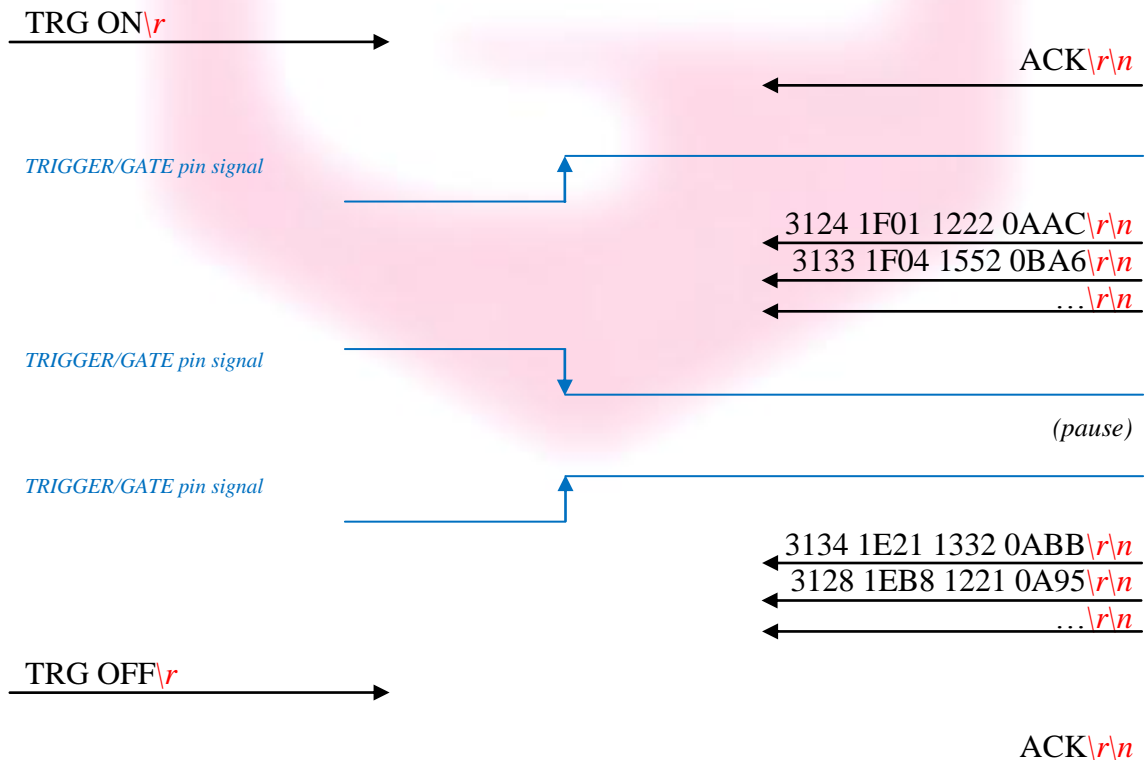 TRG ON\r
ACK\r\n
TRIGGER/GATE pin signal
3124 1F01 1222 0AAC\r\n
3133 1F04 1552 0BA6\r\n
…\r\n
TRIGGER/GATE pin signal
(pause)
TRIGGER/GATE pin signal
3134 1E21 1332 0ABB\r\n
3128 1EB8 1221 0A95\r\n
…\r\n
TRG OFF\r
ACK\r\n